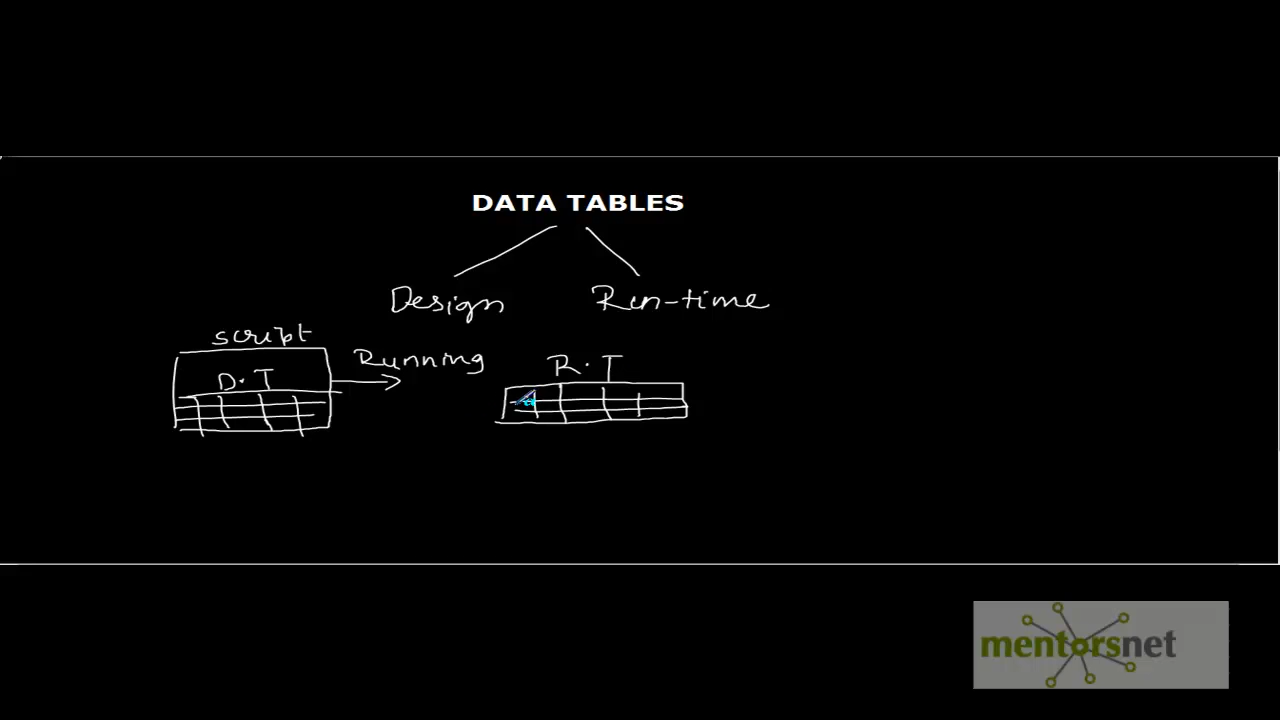 DATA TABLES
Design Run-time
script
Running
D.T
R.T
mentorsnet